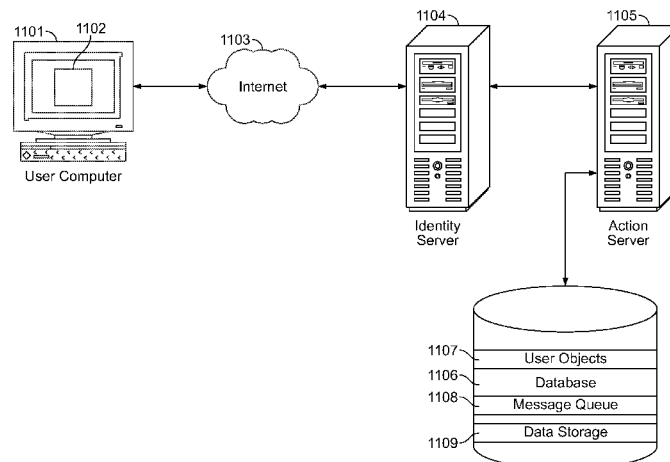 1101
1102
1103
1104
1105
Internet
User Computer
Identity
Server
Action
Server
1107
User Objects
1106
Database
1108
Message Queue
1109
Data Storage